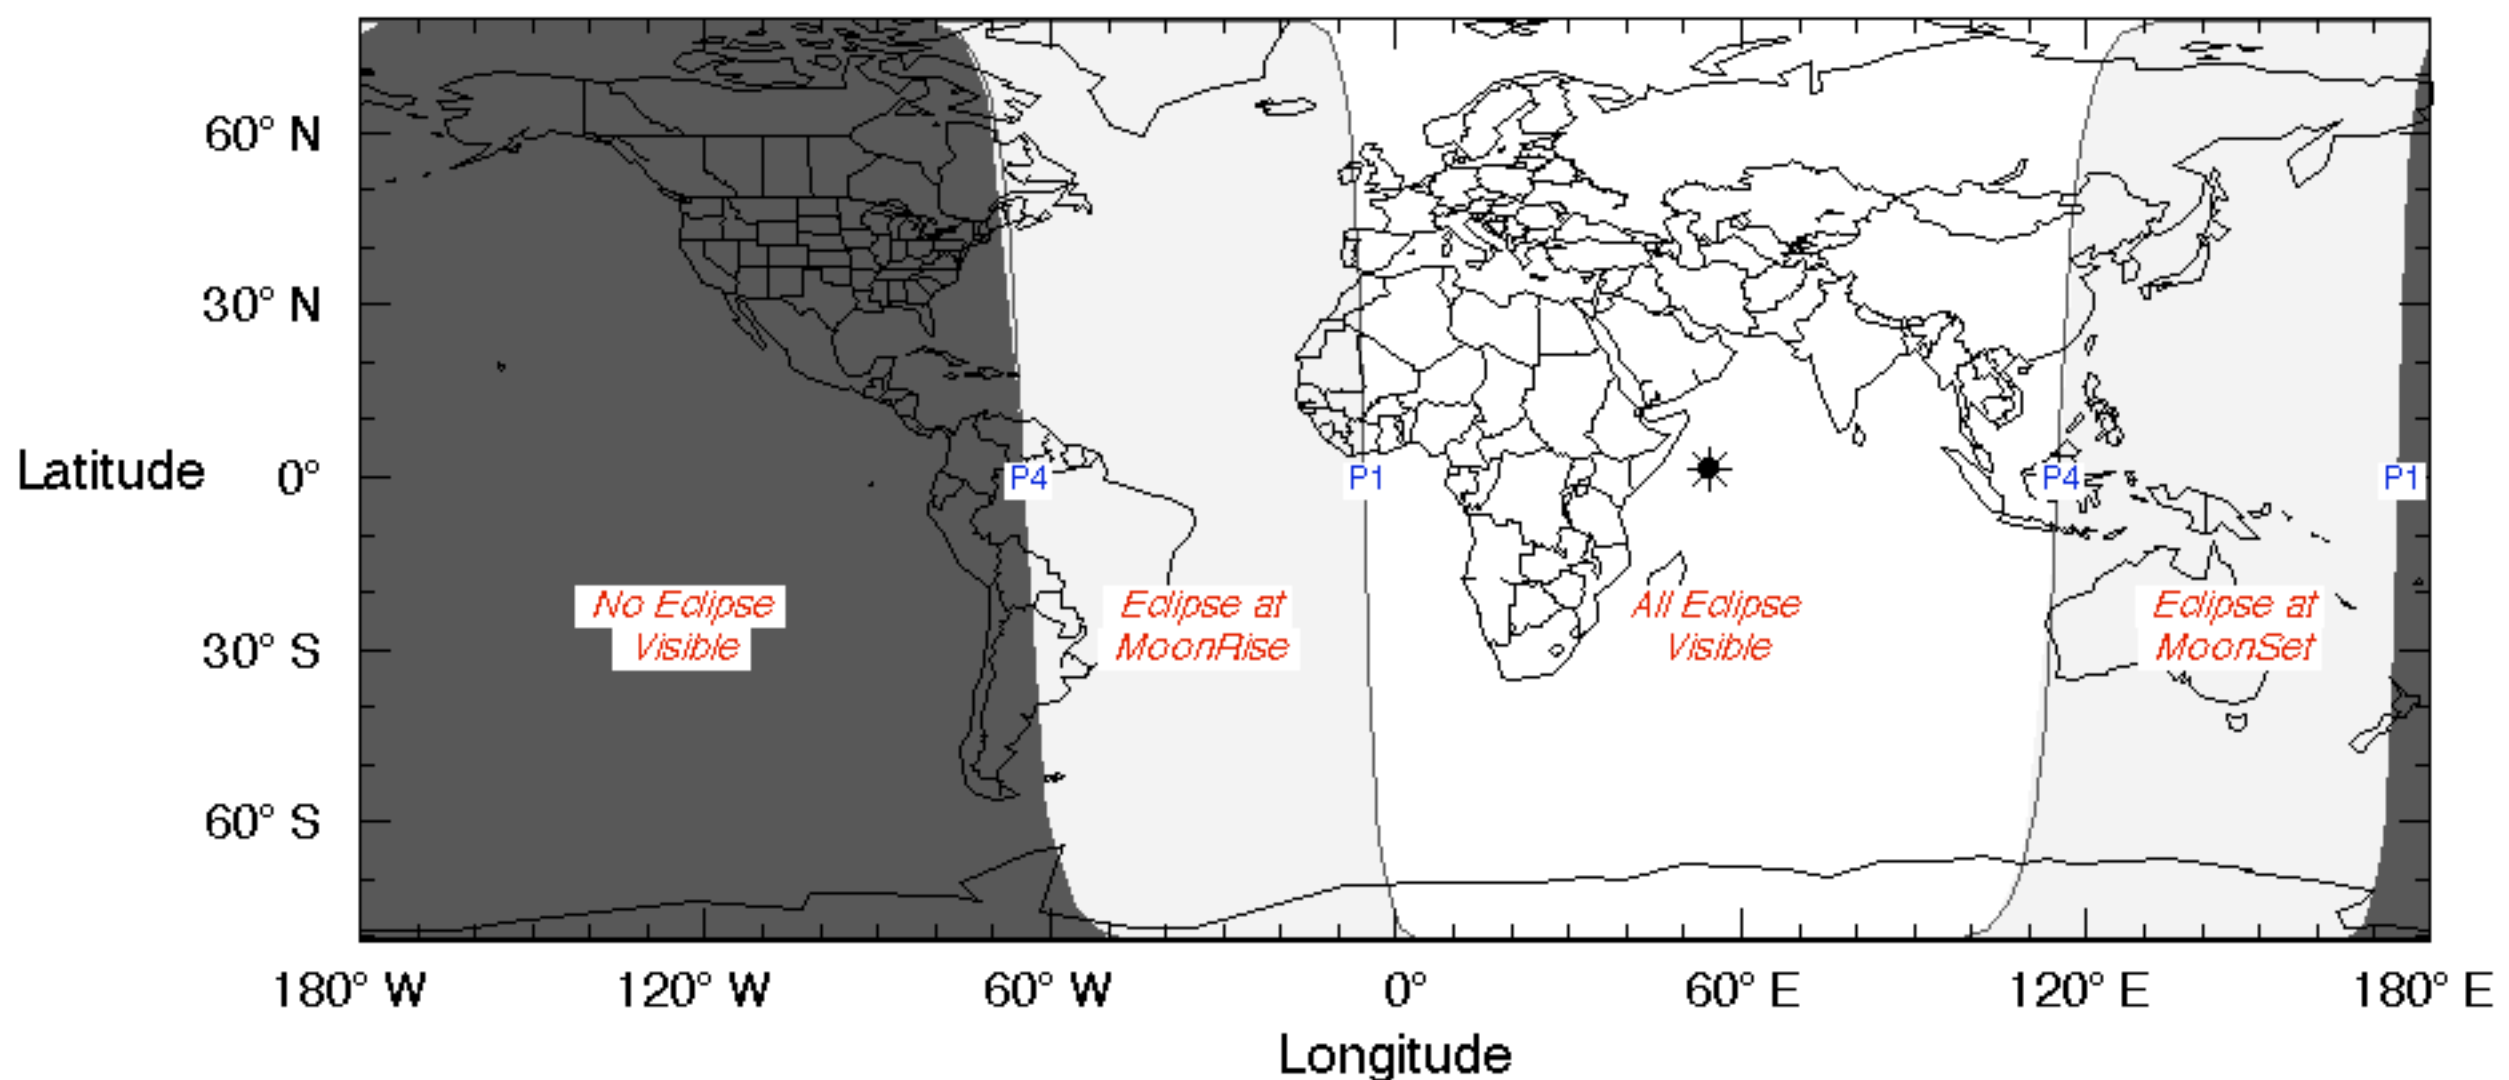 60° N
30° N
Latitude
0°
P4
P1
P4
P1
No Eclipse
Visible
Eclipse at
MoonRise
All Eclipse
Visible
Eclipse at
MoonSet
30° S
60° S
180° W
120° W
60° W
0°
60° E
120° E
180° E
Longitude